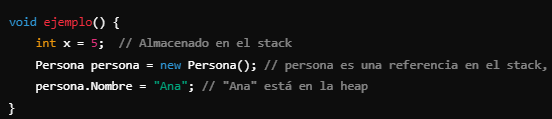 void ejemplo() {
int x = 5; // Almacenado en el stack
Persona persona = new Persona(); // persona es una referencia en el stack,
persona.Nombre = "Ana"; // "Ana" está en la heap
}